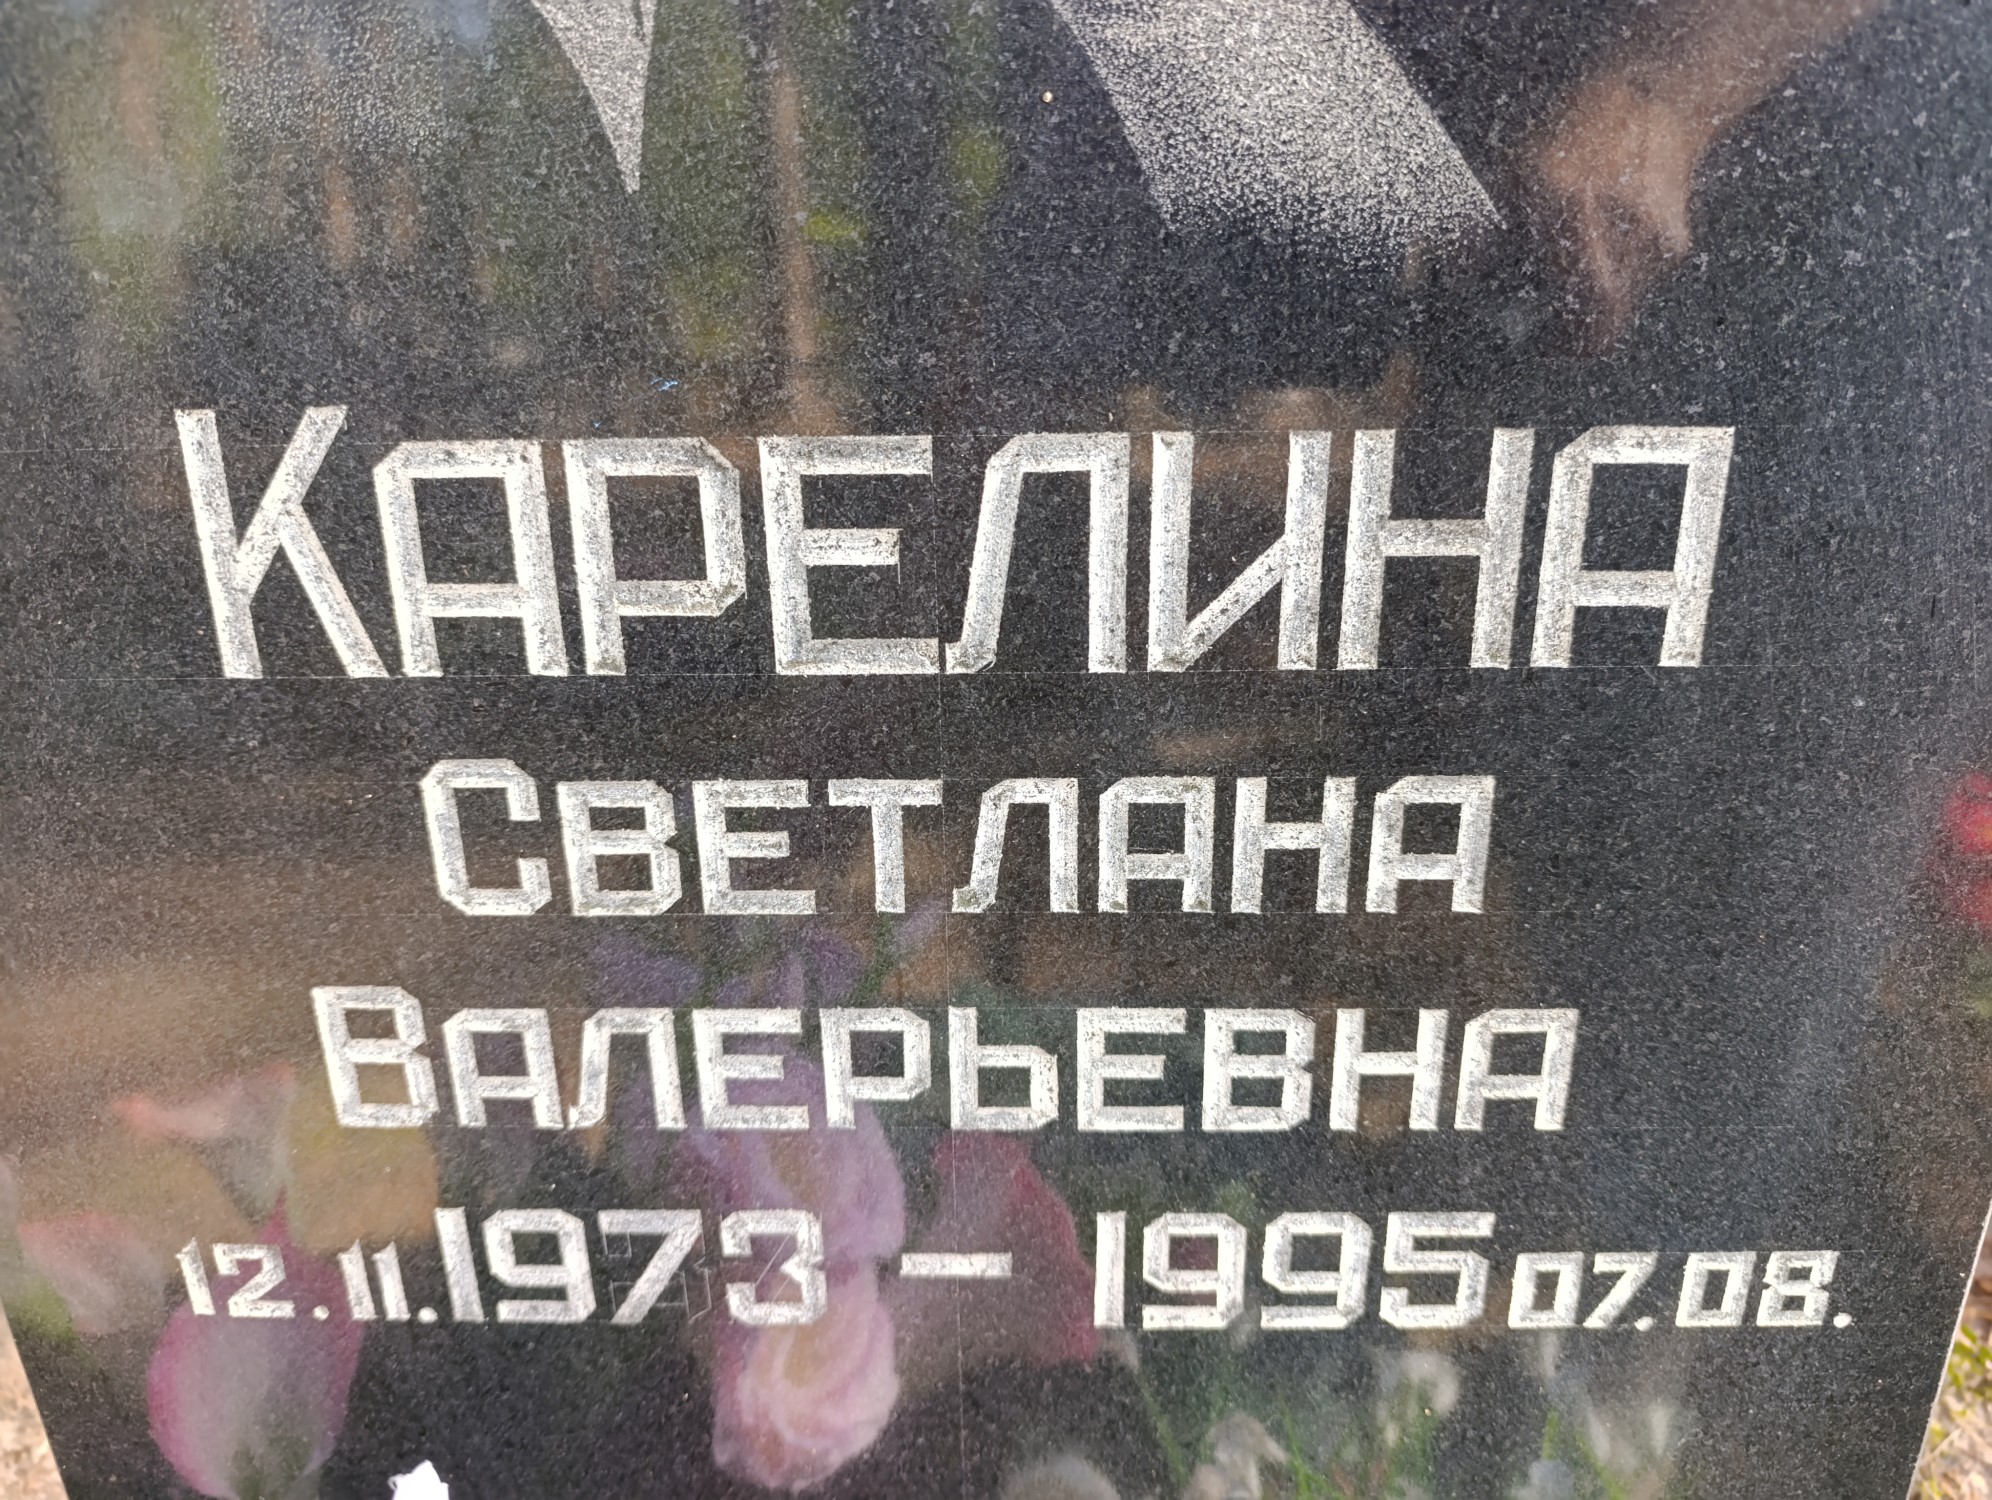 Карелина
Светлана
Валерьевна
12.11.1973 – 1995 07.08.